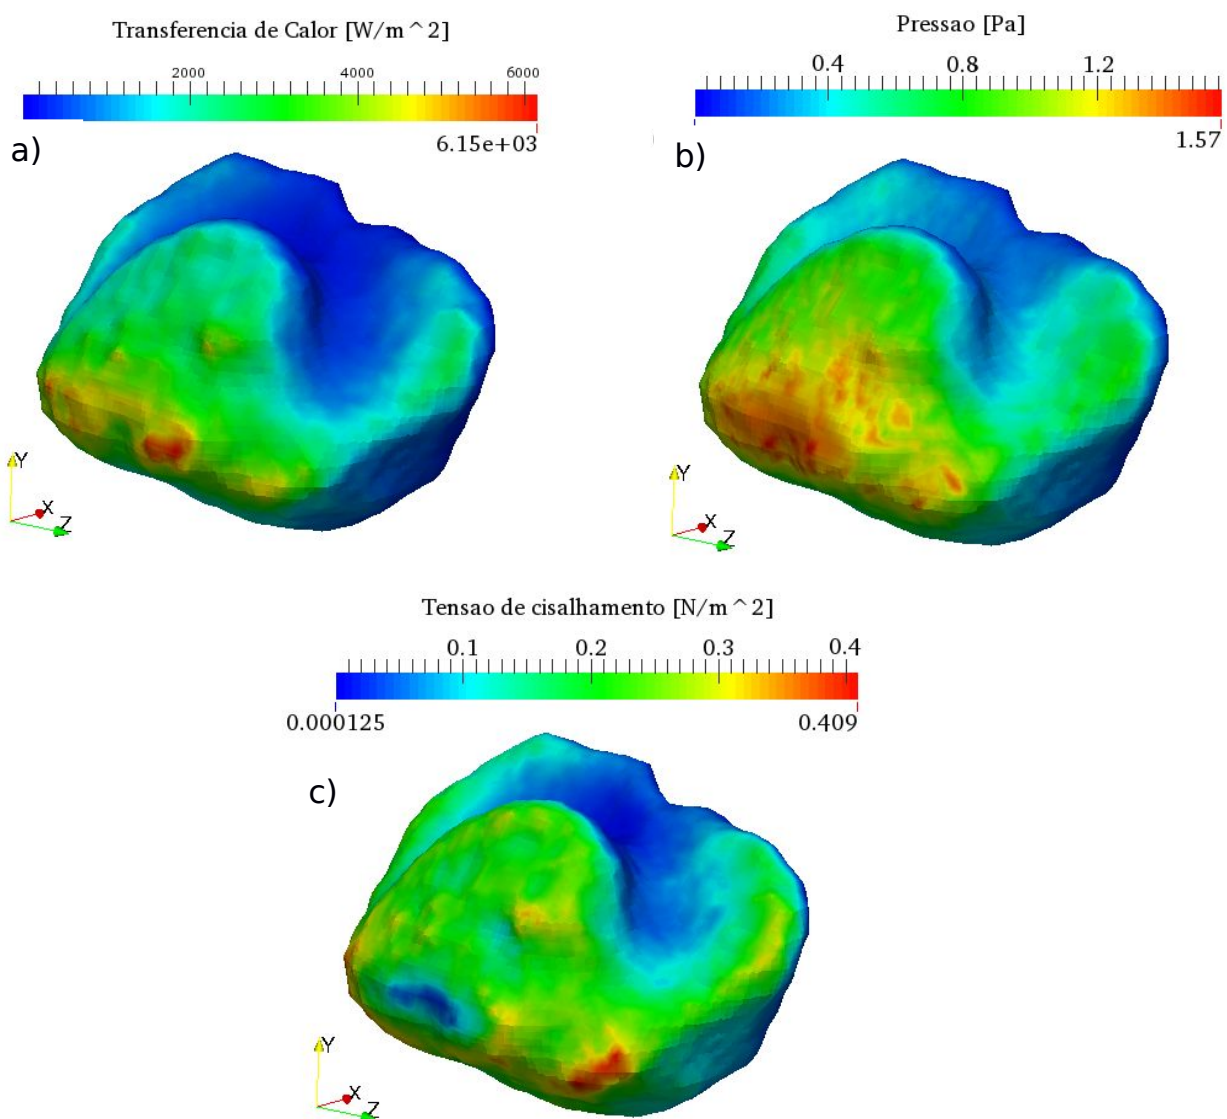 Transferencia de Calor [W/m^2]
2000 4000 6000
6.15e+03
a)
Y
X
Z
Pressao [Pa]
0.4 0.8 1.2
1.57
b)
Y
X
Z
Tensao de cisalhamento [N/m^2]
0.1 0.2 0.3 0.4
0.000125 0.409
c)
Y
X
Z